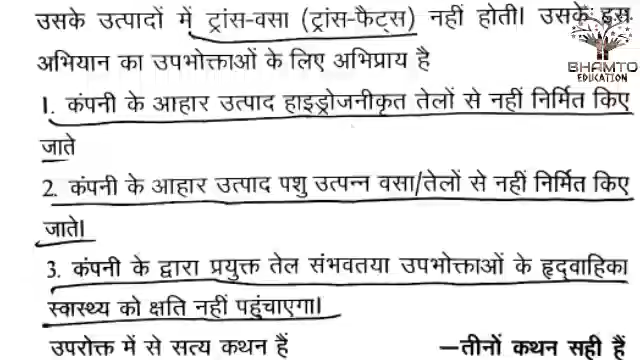 उसके उत्पादों में ट्रांस-वसा (ट्रांस-फैट्स) नहीं होती। उसके इस
अभियान का उपभोक्ताओं के लिए अभिप्राय है
BHAMTO
EDUCATION
1. कंपनी के आहार उत्पाद हाइड्रोजनीकृत तेलों से नहीं निर्मित किए
जाते
2. कंपनी के आहार उत्पाद पशु उत्पन्न वसा/तेलों से नहीं निर्मित किए
जाते।
3. कंपनी के द्वारा प्रयुक्त तेल संभवतया उपभोक्ताओं के हृद्वाहिका
स्वास्थ्य को क्षति नहीं पहुंचाएगा।
उपरोक्त में से सत्य कथन हैं —तीनों कथन सही हैं